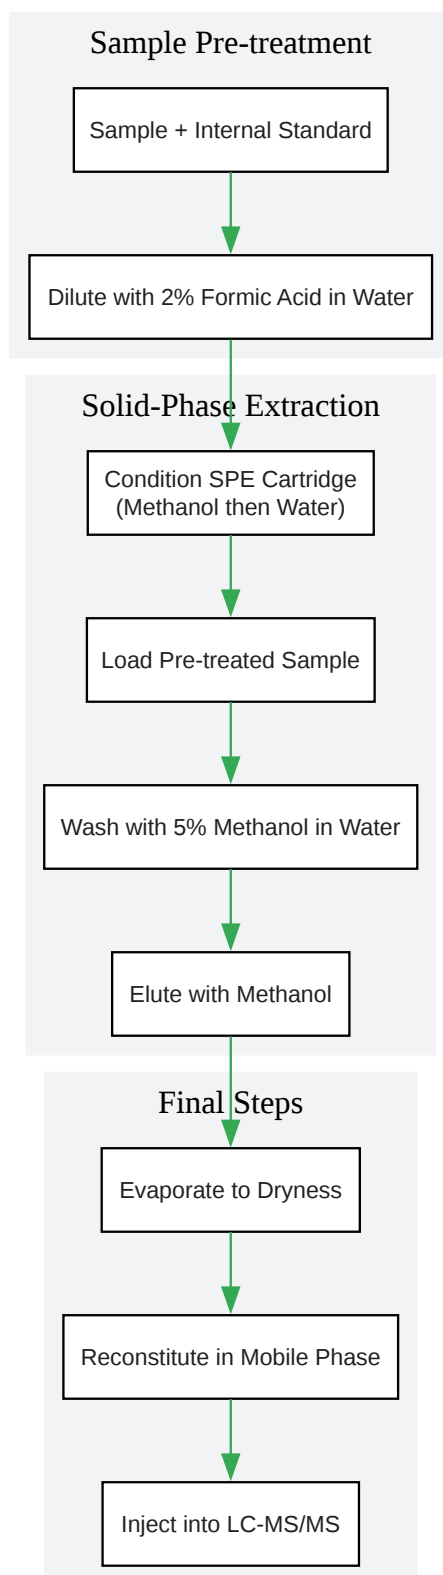 Sample Pre-treatment
Sample + Internal Standard
Dilute with 2% Formic Acid in Water
Solid-Phase Extraction
Condition SPE Cartridge
(Methanol then Water)
Load Pre-treated Sample
Wash with 5% Methanol in Water
Elute with Methanol
Final Steps
Evaporate to Dryness
Reconstitute in Mobile Phase
Inject into LC-MS/MS